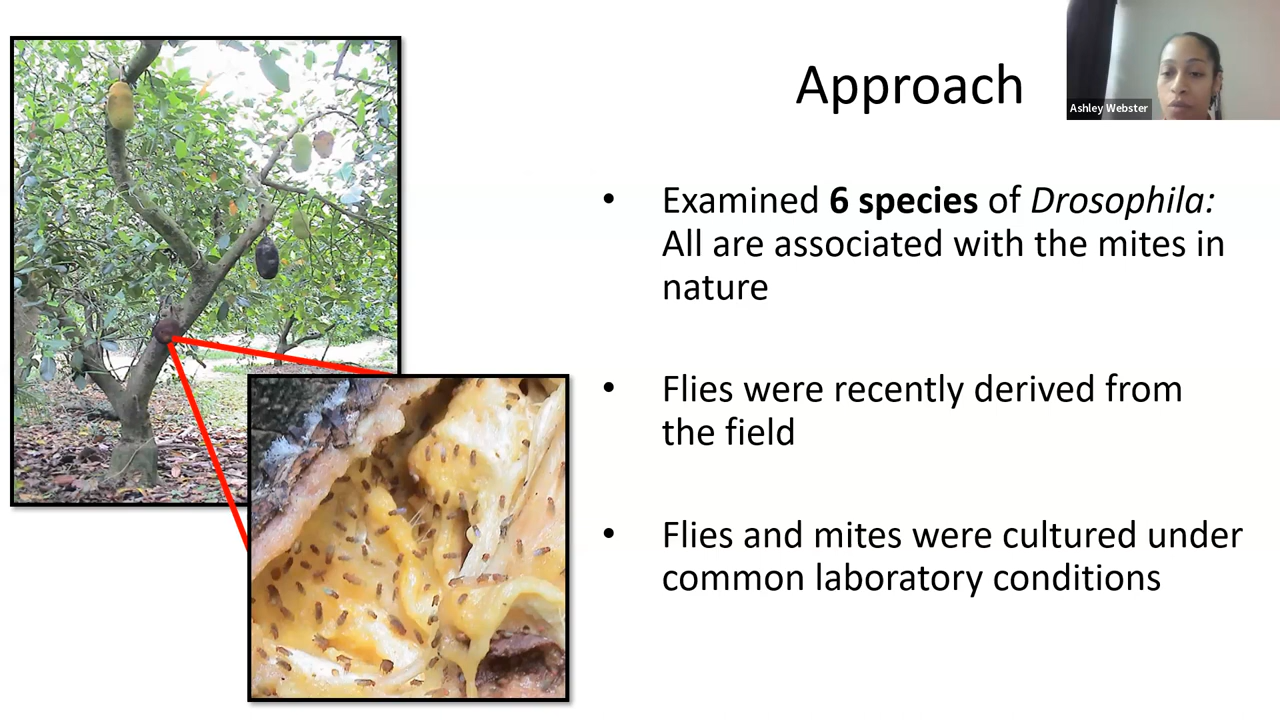 Approach
Ashley Webster
• Examined 6 species of Drosophila:
All are associated with the mites in
nature
• Flies were recently derived from
the field
• Flies and mites were cultured under
common laboratory conditions